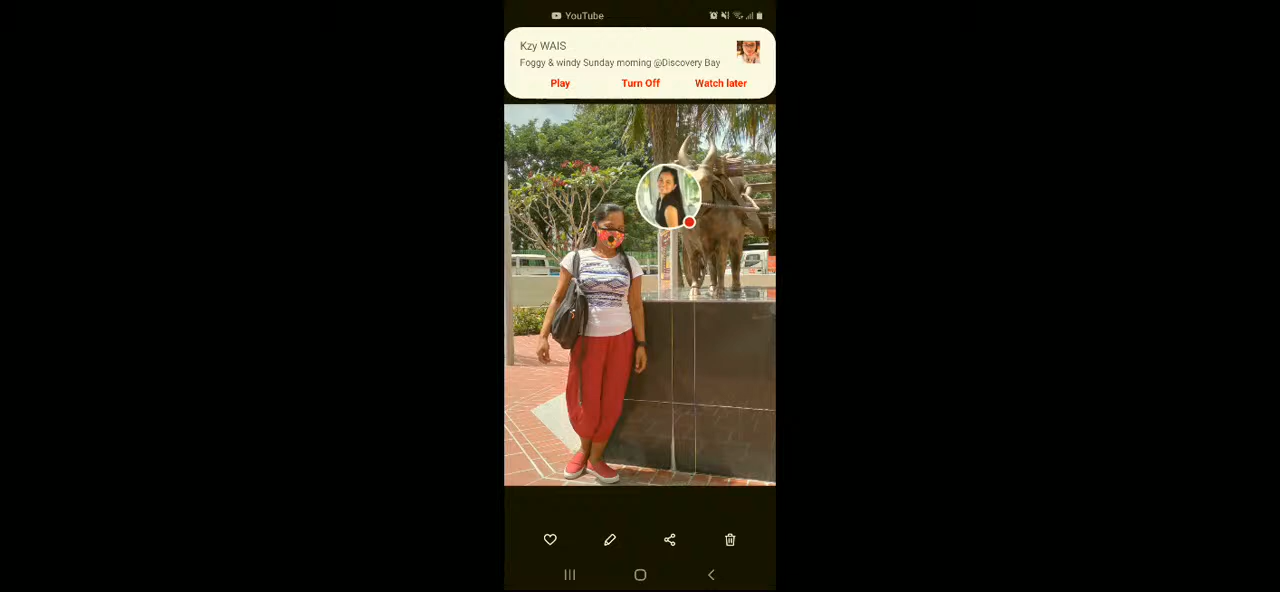 YouTube
Kzy WAIS
Foggy & windy Sunday morning @Discovery Bay
Play
Turn Off
Watch later